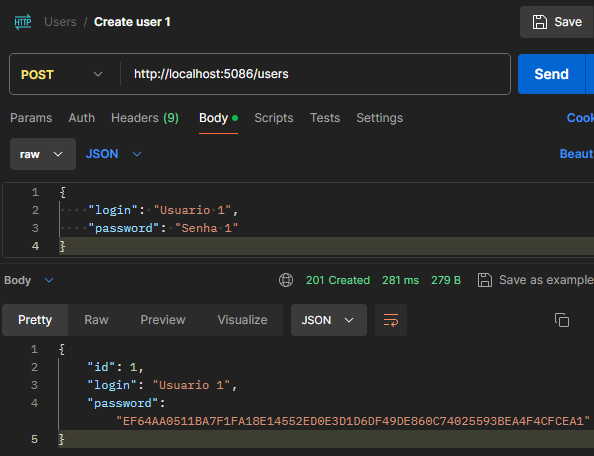 HTTP Users / Create user 1 Save
POST http://localhost:5086/users Send
Params Auth Headers (9) Body Scripts Tests Settings Cook
raw JSON Beaut
1 {
2 "login": "Usuario 1",
3 "password": "Senha 1"
4 }
Body 201 Created 281 ms 279 B Save as example
Pretty Raw Preview Visualize JSON
1 {
2 "id": 1,
3 "login": "Usuario 1",
4 "password":
"EF64AA0511BA7F1FA18E14552ED0E3D1D6DF49DE860C74025593BEA4F4CFCEA1"
5 }